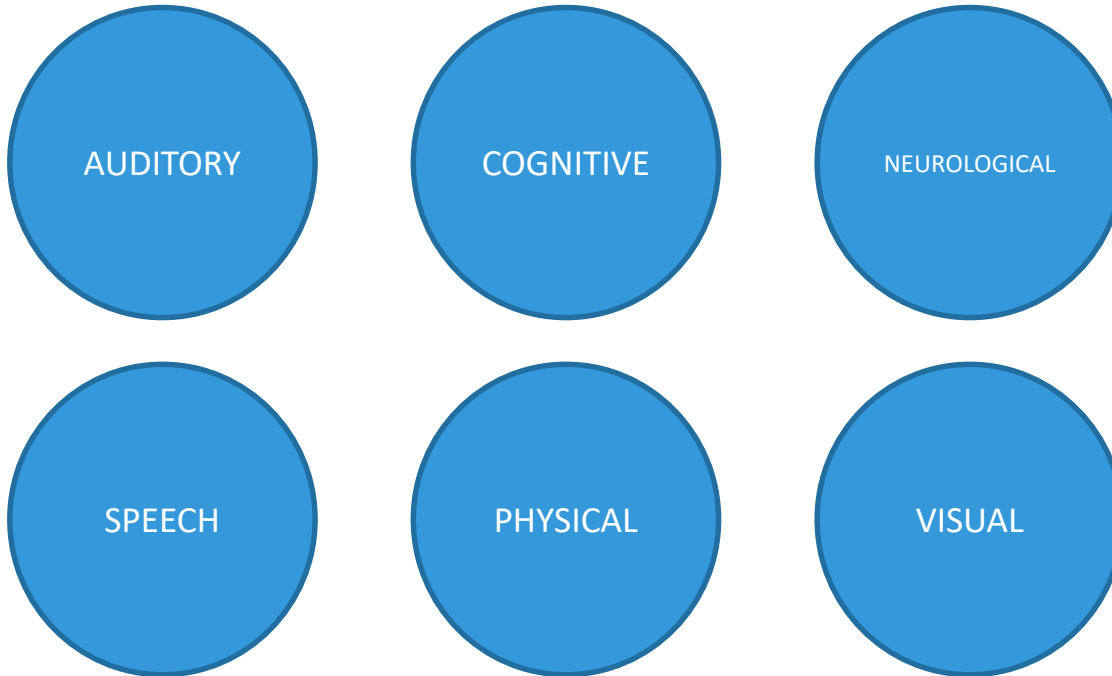 AUDITORY
COGNITIVE
NEUROLOGICAL
SPEECH
PHYSICAL
VISUAL